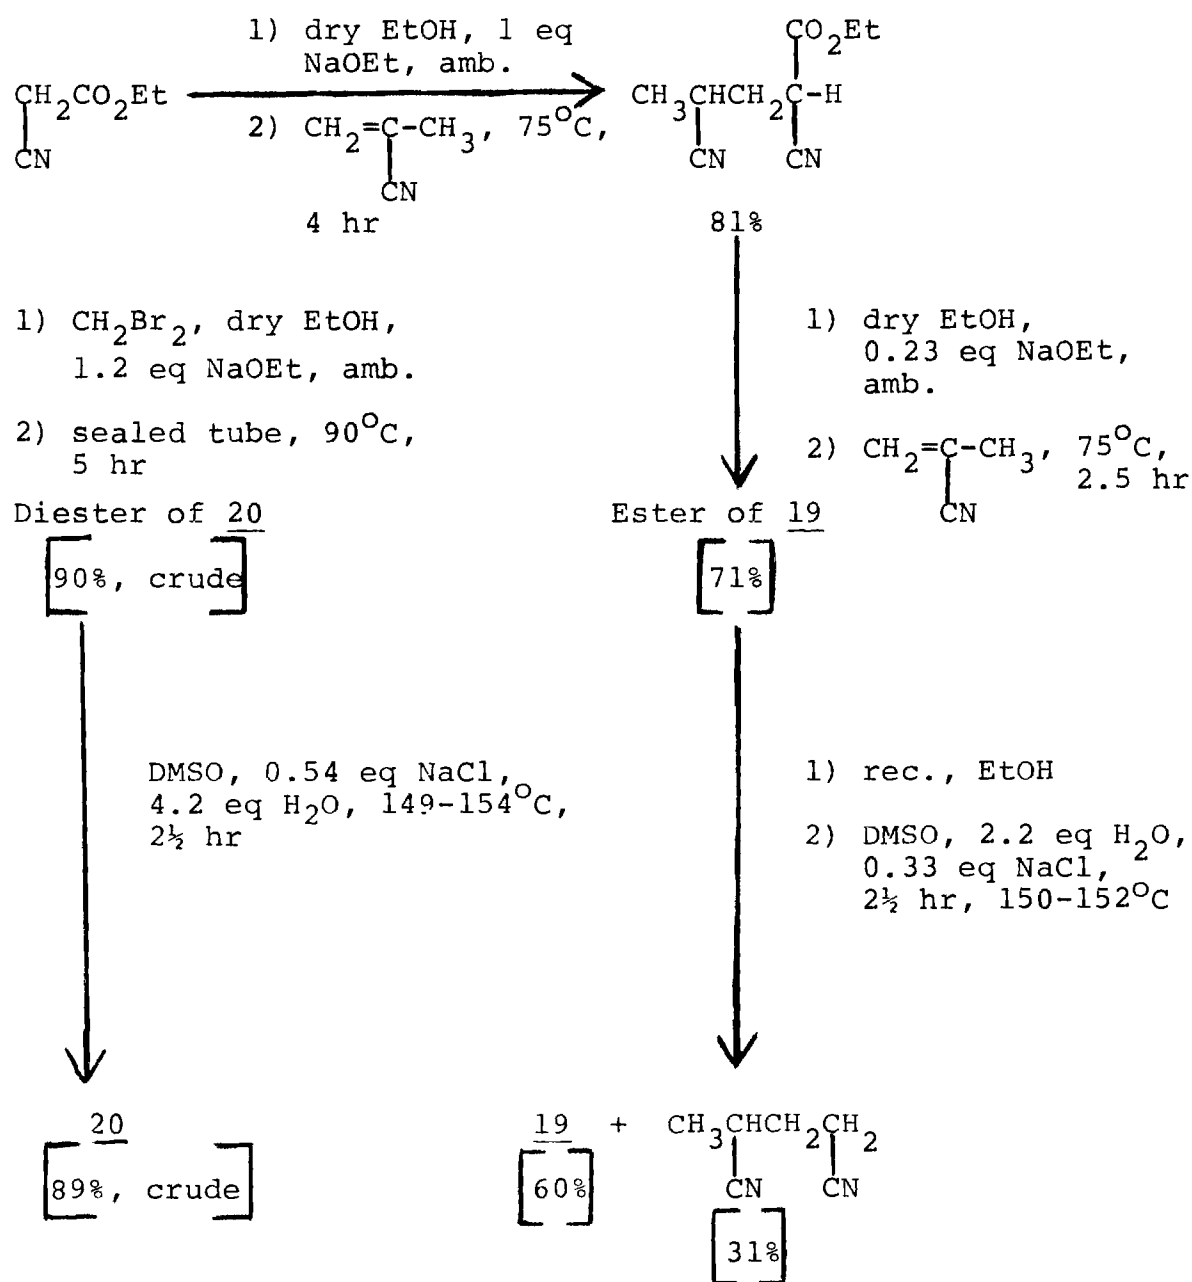 1) dry EtOH, 1 eq
NaOEt, amb.
CH2CO2Et
CN
2) CH2=C-CH3, 75°C,
CN
4 hr
CO2Et
CH3CHCH2C-H
CN CN
81%
1) CH2Br2, dry EtOH,
1.2 eq NaOEt, amb.
2) sealed tube, 90°C,
5 hr
1) dry EtOH,
0.23 eq NaOEt,
amb.
2) CH2=C-CH3, 75°C,
2.5 hr
CN
Diester of 20
[90%, crude]
Ester of 19
[71%]
DMSO, 0.54 eq NaCl,
4.2 eq H2O, 149-154°C,
2½ hr
1) rec., EtOH
2) DMSO, 2.2 eq H2O,
0.33 eq NaCl,
2½ hr, 150-152°C
20
[89%, crude]
19 + CH3CHCH2CH2
[60%]
CN CN
[31%]